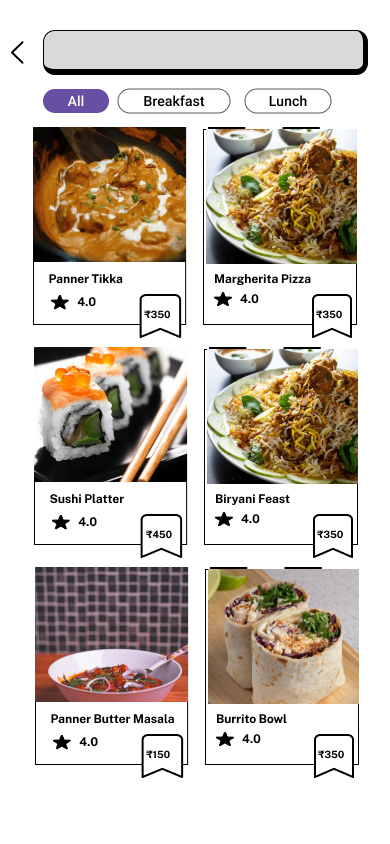 All
Breakfast
Lunch
Panner Tikka
4.0
₹350
Margherita Pizza
4.0
₹350
Sushi Platter
4.0
₹450
Biryani Feast
4.0
₹350
Panner Butter Masala
4.0
₹150
Burrito Bowl
4.0
₹350